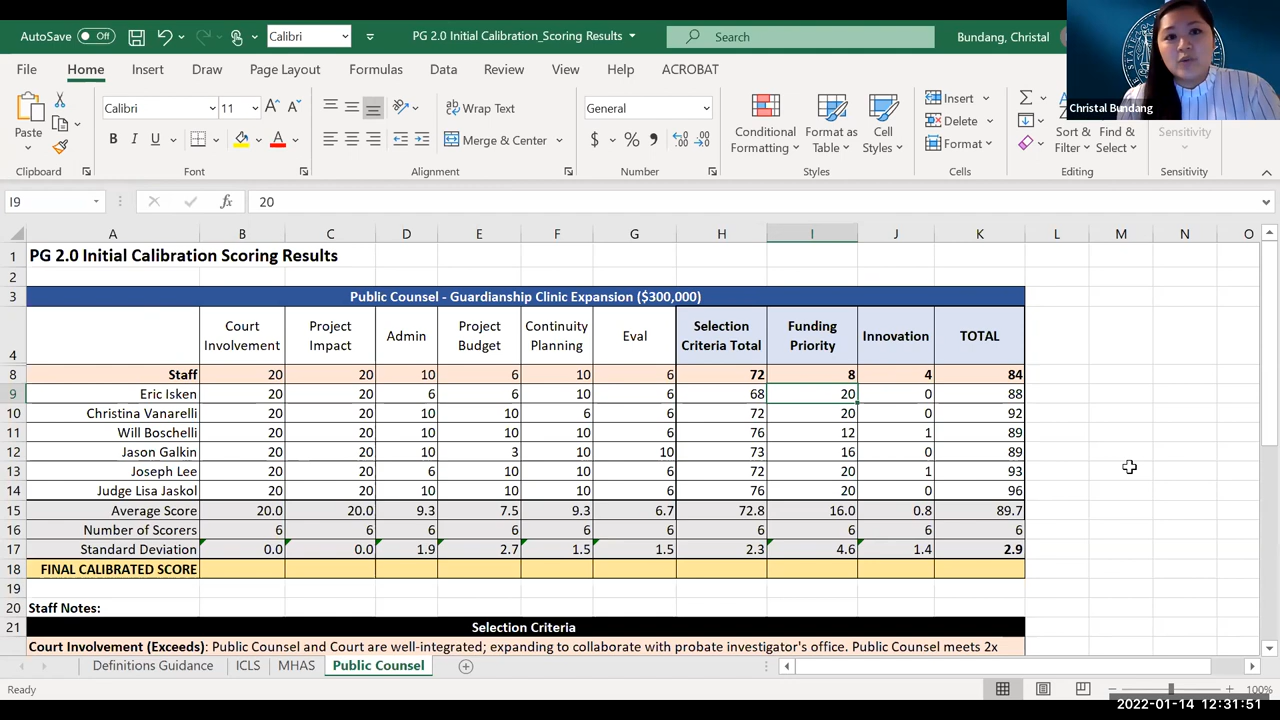 AutoSave Off Calibri PG 2.0 Initial Calibration_Scoring Results Search Bundang, Christal
File Home Insert Draw Page Layout Formulas Data Review View Help ACROBAT
Calibri 11 Wrap Text General Insert
Paste B I U Merge & Center $ % Conditional Formatting Format as Table Cell Styles Delete Format Sort & Filter Find & Select Sensitivity
Christal Bundang
Clipboard Font Alignment Number Styles Cells Editing Sensitivity
I9 fx 20
A B C D E F G H I J K L M N O
1 PG 2.0 Initial Calibration Scoring Results
2
3 Public Counsel - Guardianship Clinic Expansion ($300,000)
4 Court Involvement Project Impact Admin Project Budget Continuity Planning Eval Selection Criteria Total Funding Priority Innovation TOTAL
8 Staff 20 20 10 6 10 6 72 8 4 84
9 Eric Isken 20 20 6 6 10 6 68 20 0 88
10 Christina Vanarelli 20 20 10 10 6 6 72 20 0 92
11 Will Boschelli 20 20 10 10 10 6 76 12 1 89
12 Jason Galkin 20 20 10 3 10 10 73 16 0 89
13 Joseph Lee 20 20 6 10 10 6 72 20 1 93
14 Judge Lisa Jaskol 20 20 10 10 10 6 76 20 0 96
15 Average Score 20.0 20.0 9.3 7.5 9.3 6.7 72.8 16.0 0.8 89.7
16 Number of Scorers 6 6 6 6 6 6 6 6 6 6
17 Standard Deviation 0.0 0.0 1.9 2.7 1.5 1.5 2.3 4.6 1.4 2.9
18 FINAL CALIBRATED SCORE
19
20 Staff Notes:
21 Selection Criteria
Court Involvement (Exceeds): Public Counsel and Court are well-integrated; expanding to collaborate with probate investigator's office. Public Counsel meets 2x
Definitions Guidance ICLS MHAS Public Counsel
Ready 100%
2022-01-14 12:31:51